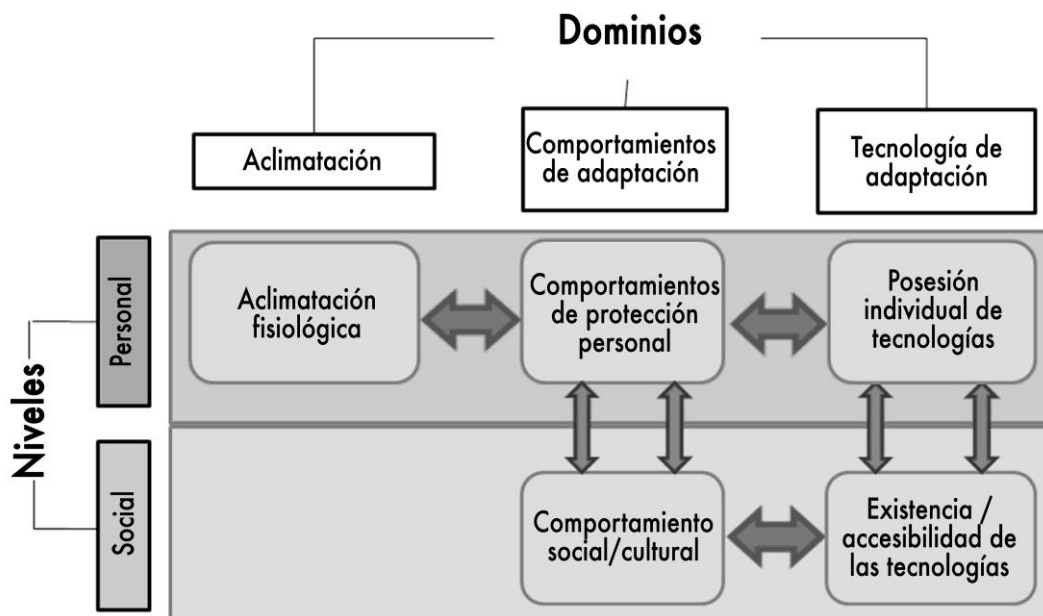 Dominios
Aclimatación
Comportamientos
de adaptación
Tecnología de
adaptación
Niveles
Personal
Aclimatación
fisiológica
Comportamientos
de protección
personal
Posesión
individual de
tecnologías
Social
Comportamiento
social/cultural
Existencia /
accesibilidad de
las tecnologías